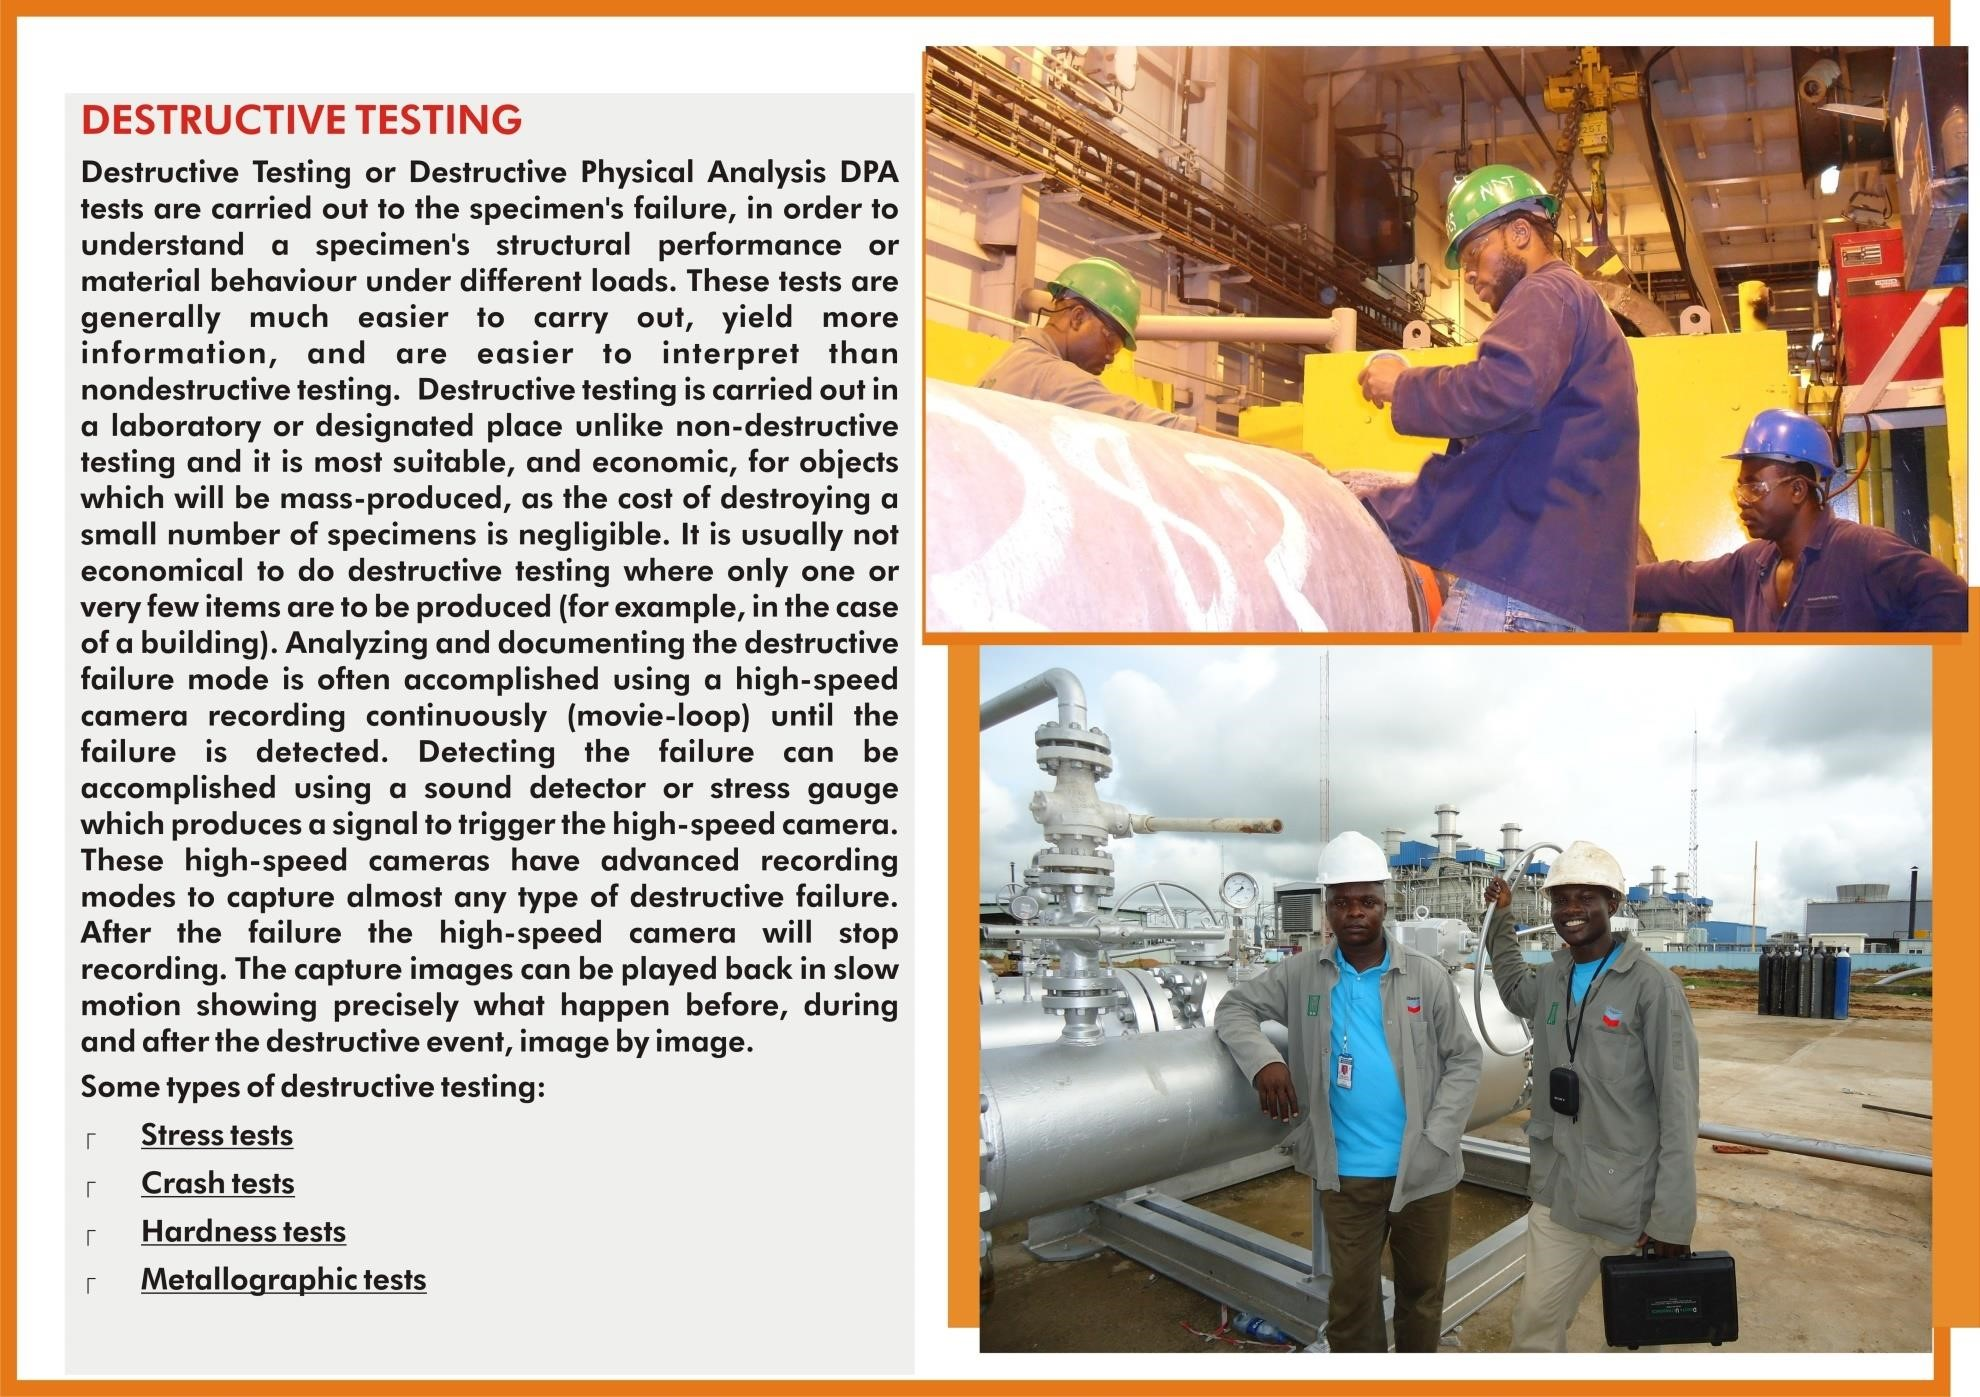 DESTRUCTIVE TESTING
Destructive Testing or Destructive Physical Analysis DPA
tests are carried out to the specimen's failure, in order to
understand a specimen's structural performance or
material behaviour under different loads. These tests are
generally much easier to carry out, yield more
information, and are easier to interpret than
nondestructive testing. Destructive testing is carried out in
a laboratory or designated place unlike non-destructive
testing and it is most suitable, and economic, for objects
which will be mass-produced, as the cost of destroying a
small number of specimens is negligible. It is usually not
economical to do destructive testing where only one or
very few items are to be produced (for example, in the case
of a building). Analyzing and documenting the destructive
failure mode is often accomplished using a high-speed
camera recording continuously (movie-loop) until the
failure is detected. Detecting the failure can be
accomplished using a sound detector or stress gauge
which produces a signal to trigger the high-speed camera.
These high-speed cameras have advanced recording
modes to capture almost any type of destructive failure.
After the failure the high-speed camera will stop
recording. The capture images can be played back in slow
motion showing precisely what happen before, during
and after the destructive event, image by image.
Some types of destructive testing:
Stress tests
Crash tests
Hardness tests
Metallographic tests
NDT
257